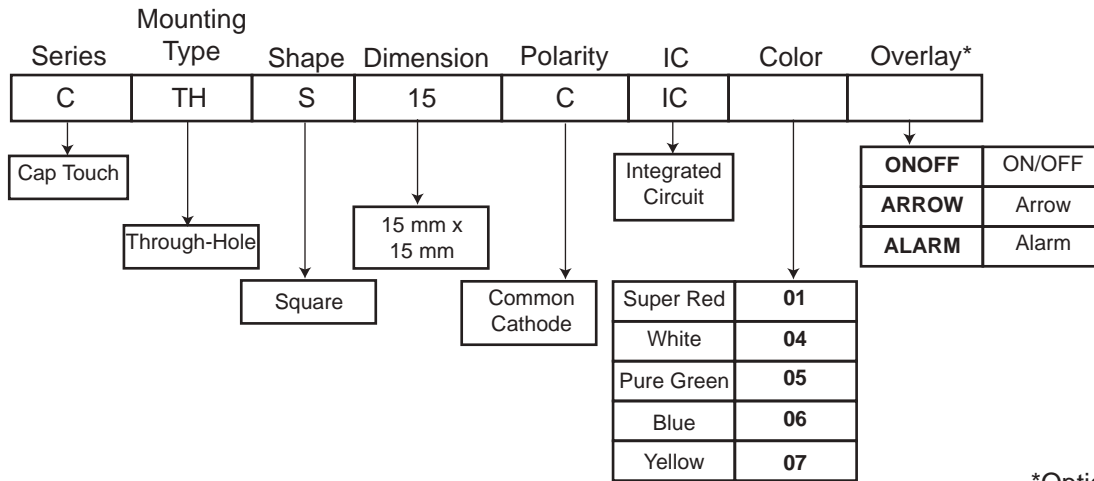 Mounting
Series Type Shape Dimension Polarity IC Color Overlay*
C TH S 15 C IC
Cap Touch
Through-Hole
Square
15 mm x
15 mm
Common
Cathode
Integrated
Circuit
Super Red 01
White 04
Pure Green 05
Blue 06
Yellow 07
ONOFF ON/OFF
ARROW Arrow
ALARM Alarm